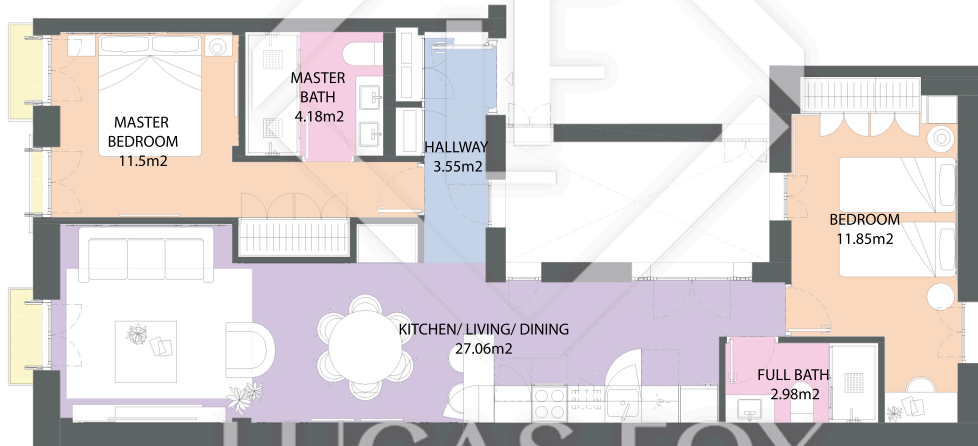 MASTER
BEDROOM
11.5m2
MASTER
BATH
4.18m2
HALLWAY
3.55m2
BEDROOM
11.85m2
KITCHEN/ LIVING/ DINING
27.06m2
FULL BATH
2.98m2
LUCAS FOX